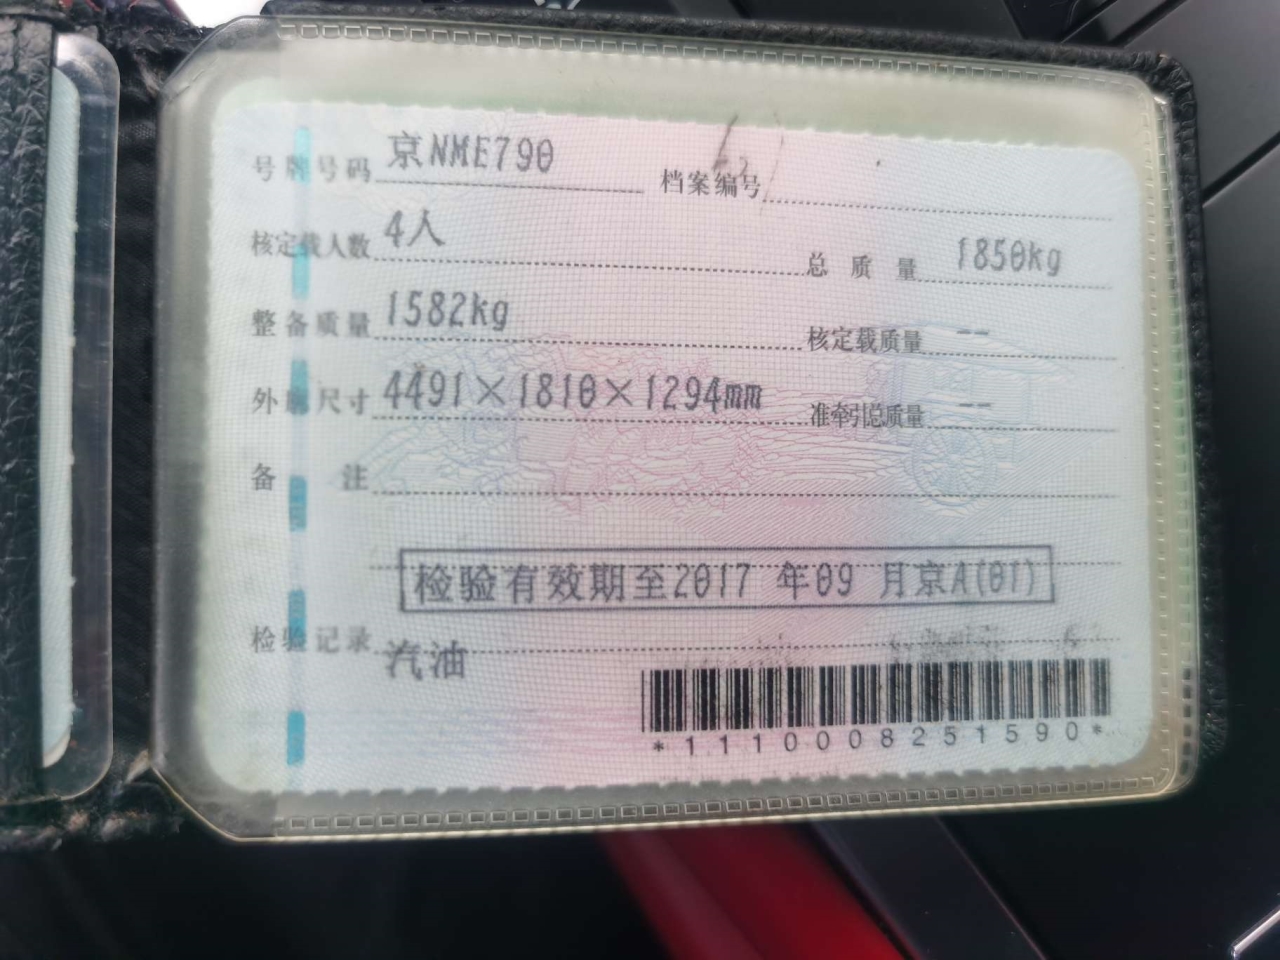 号牌号码 京NME790 档案编号
核定载人数 4人 总质量 1850kg
整备质量 1582kg 核定载质量 --
外廓尺寸 4491×1810×1294mm 准牵引总质量 --
备注
检验有效期至2017 年09 月京A(01)
检验记录
汽油
*1110008251590*